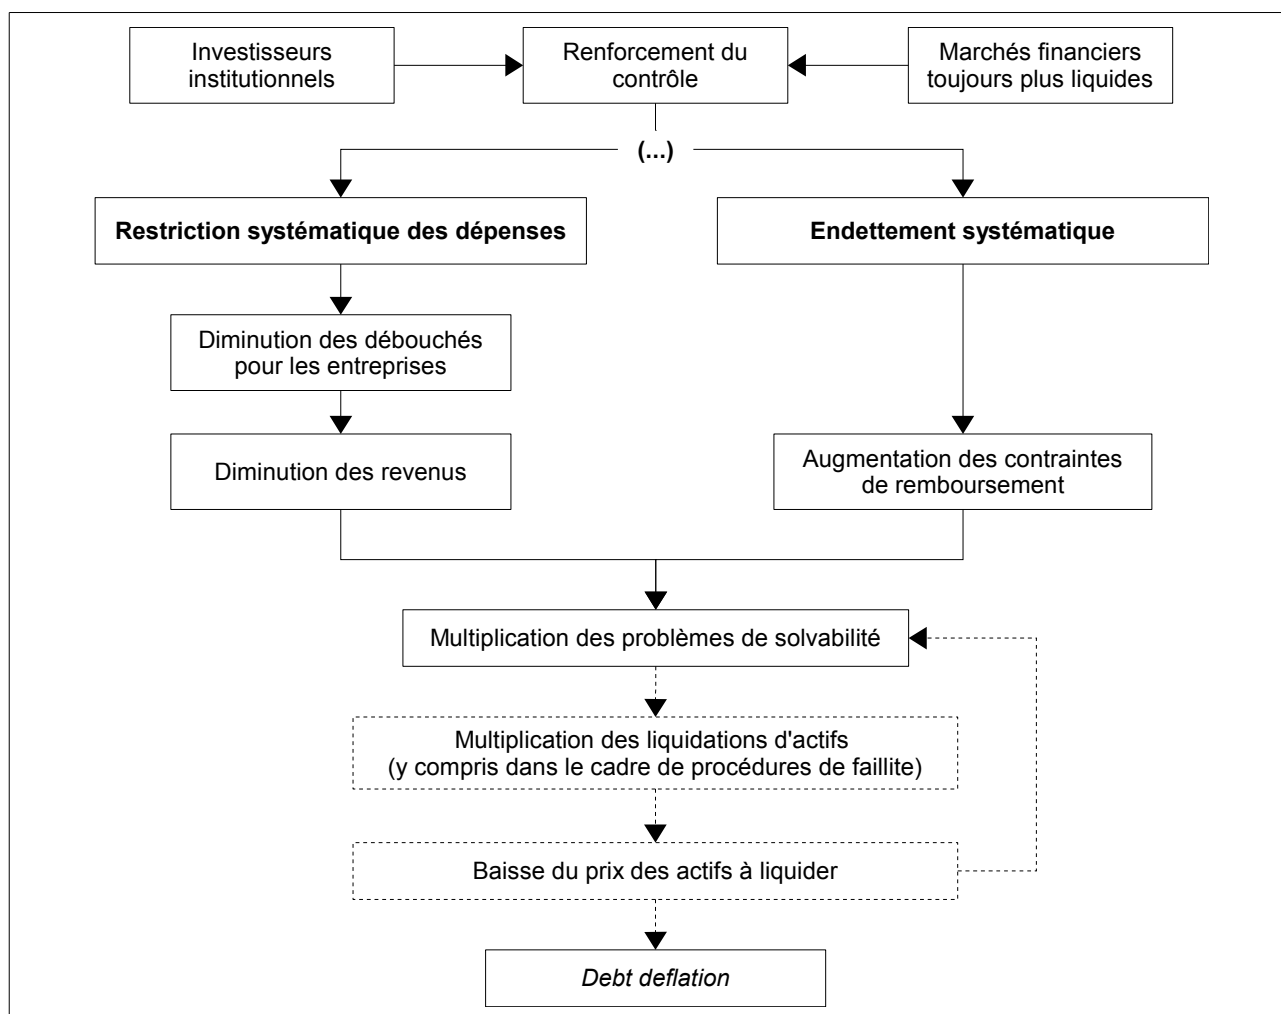 Investisseurs
institutionnels
Renforcement du
contrôle
Marchés financiers
toujours plus liquides
(...)
Restriction systématique des dépenses
Endettement systématique
Diminution des débouchés
pour les entreprises
Diminution des revenus
Augmentation des contraintes
de remboursement
Multiplication des problèmes de solvabilité
Multiplication des liquidations d'actifs
(y compris dans le cadre de procédures de faillite)
Baisse du prix des actifs à liquider
Debt deflation